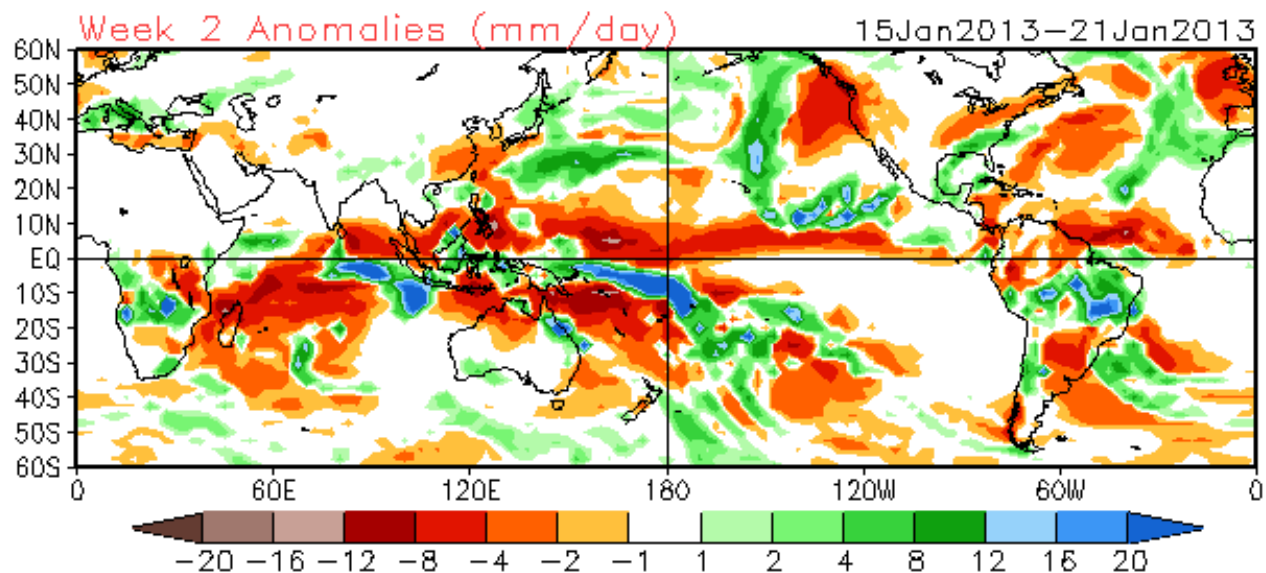 Week 2 Anomalies (mm/day) 15Jan2013-21Jan2013
60N
50N
40N
30N
20N
10N
EQ
10S
20S
30S
40S
50S
60S
0 60E 120E 180 120W 60W 0
-20 -16 -12 -8 -4 -2 -1 1 2 4 8 12 16 20